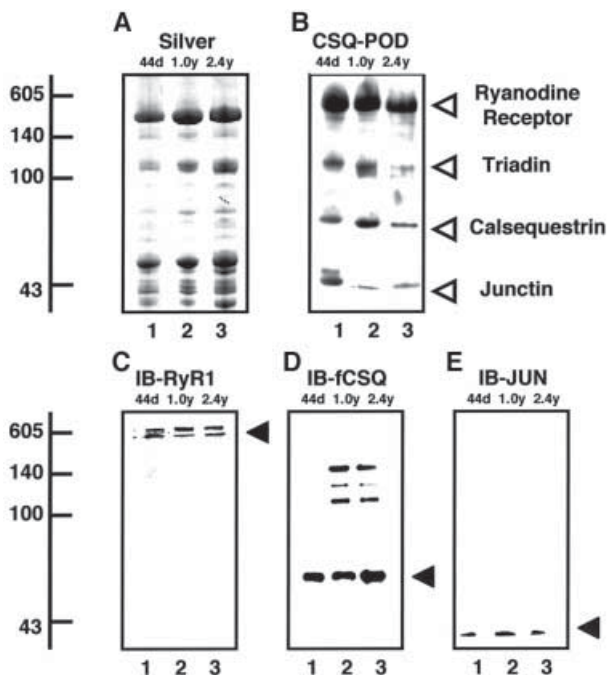 A
Silver
44d 1.0y 2.4y
B
CSQ-POD
44d 1.0y 2.4y
605
140
100
43
Ryanodine
Receptor
Triadin
Calsequestrin
Junctin
1 2 3
1 2 3
C
IB-RyR1
44d 1.0y 2.4y
D
IB-fCSQ
44d 1.0y 2.4y
E
IB-JUN
44d 1.0y 2.4y
605
140
100
43
1 2 3
1 2 3
1 2 3